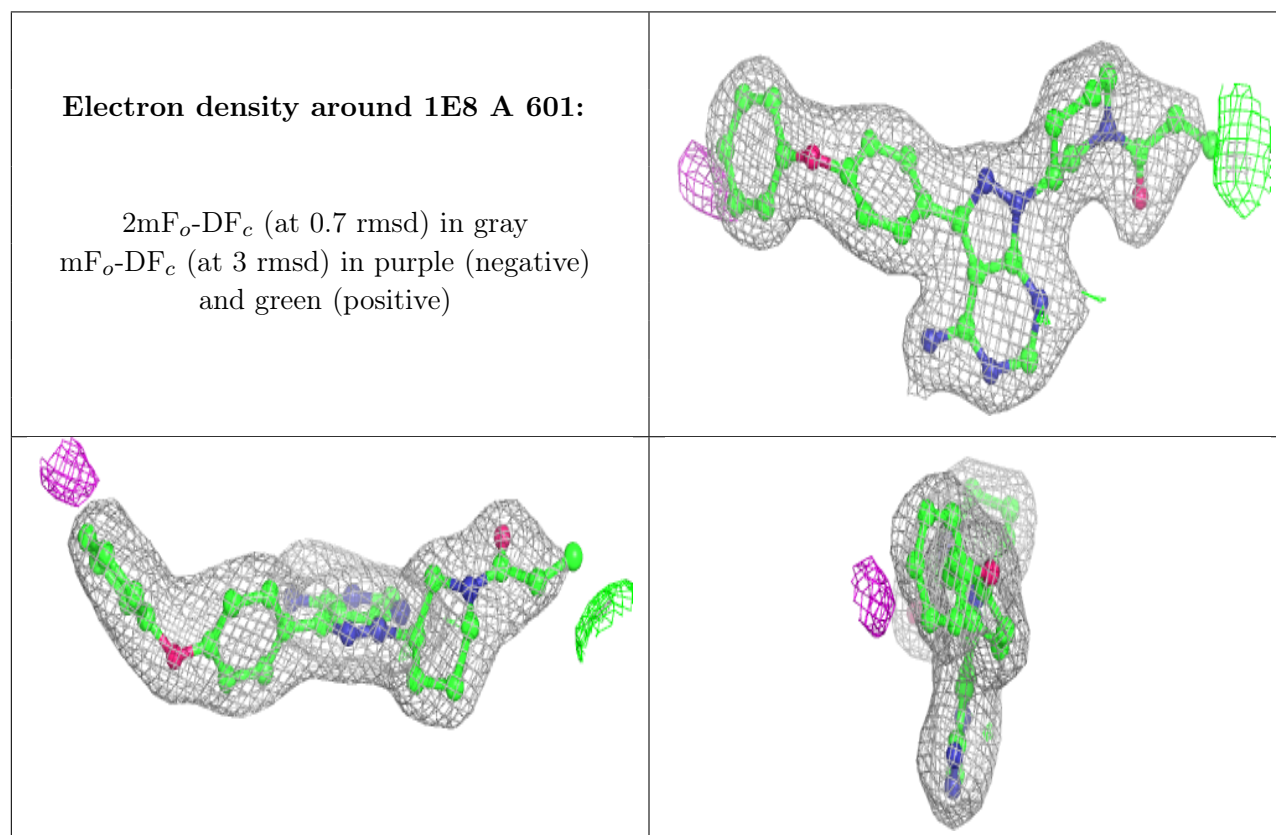 Electron density around 1E8 A 601:
2mFo-DFc (at 0.7 rmsd) in gray
mFo-DFc (at 3 rmsd) in purple (negative)
and green (positive)